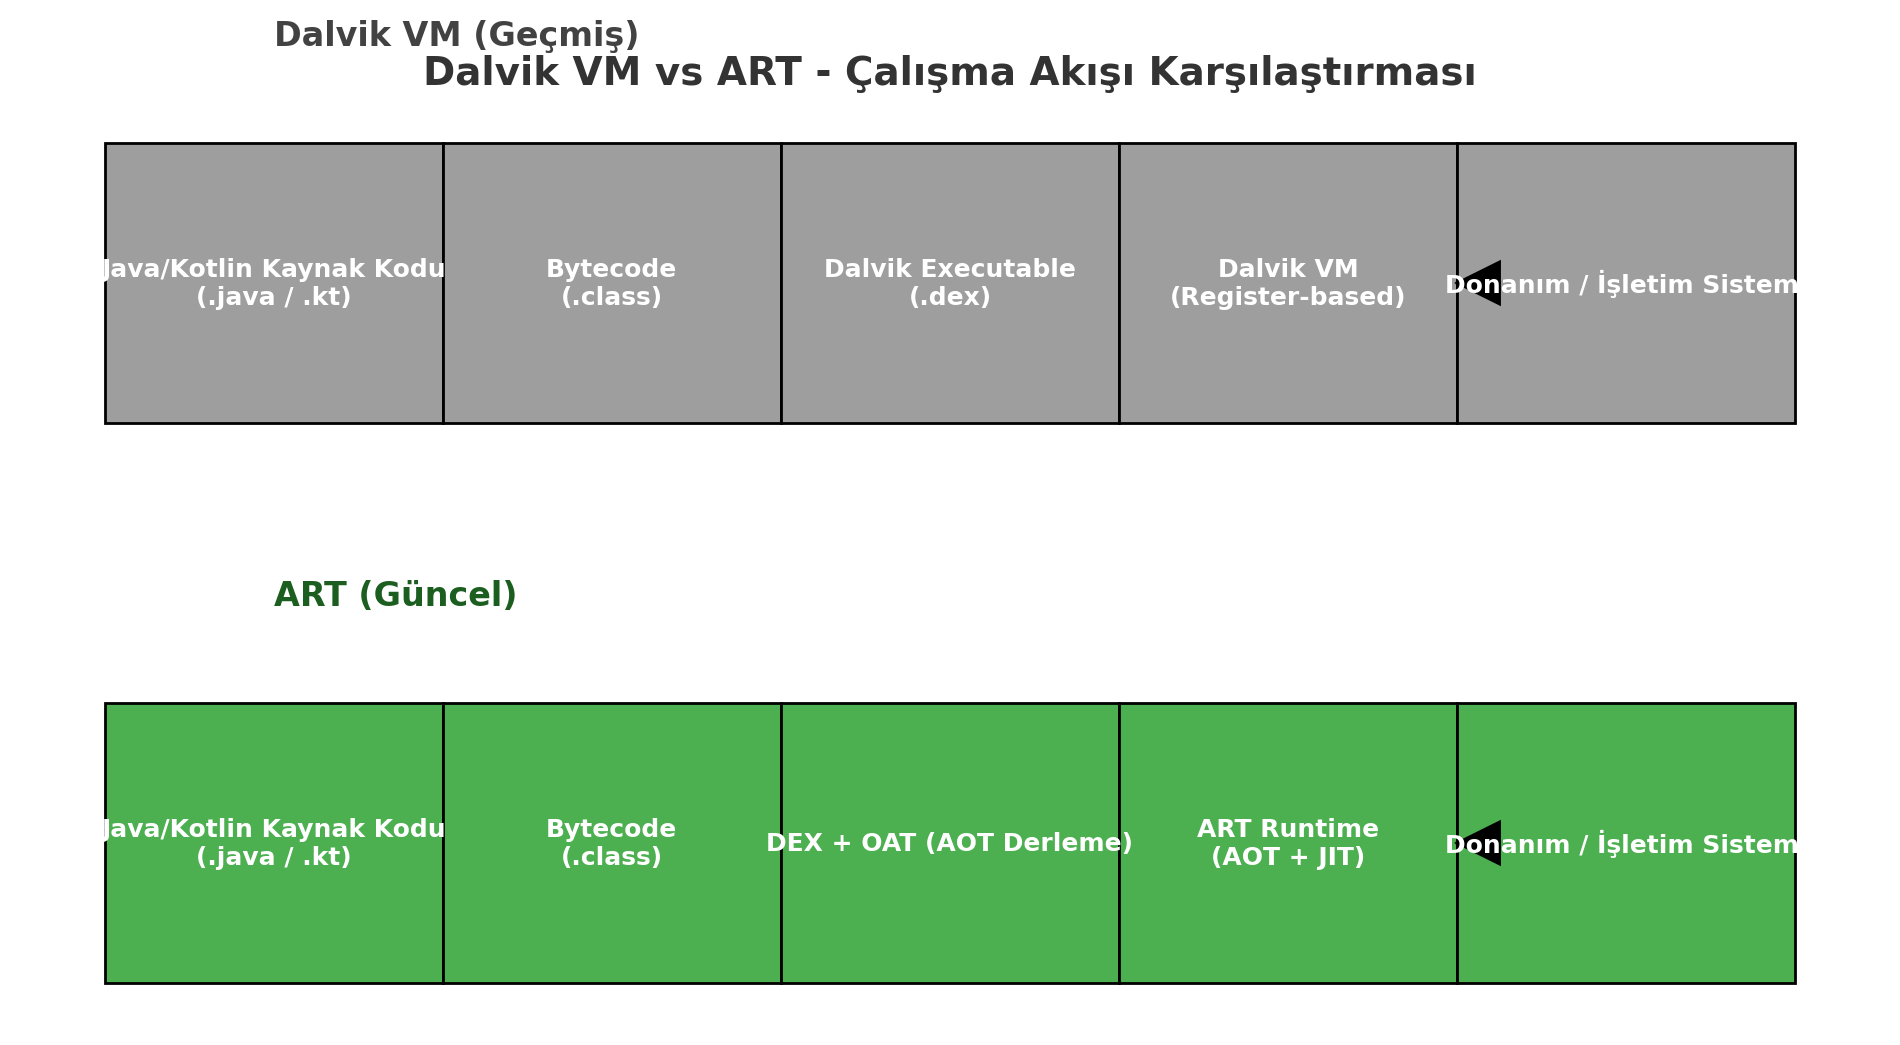 Dalvik VM (Geçmiş)
Dalvik VM vs ART - Çalışma Akışı Karşılaştırması
Java/Kotlin Kaynak Kodu
(.java / .kt)
Bytecode
(.class)
Dalvik Executable
(.dex)
Dalvik VM
(Register-based)
Donanım / İşletim Sistem
ART (Güncel)
Java/Kotlin Kaynak Kodu
(.java / .kt)
Bytecode
(.class)
DEX + OAT (AOT Derleme)
ART Runtime
(AOT + JIT)
Donanım / İşletim Sistem